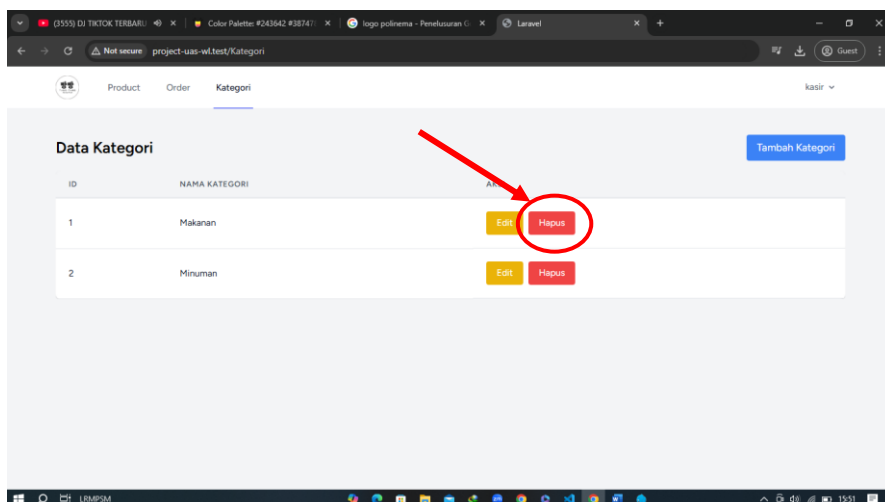 (3555) DJ TIKTOK TERBARU
Color Palette: #243642 #38747
logo polinema - Penelusuran G
Laravel
Not secure project-uas-wl.test/Kategori
Guest
Product Order Kategori kasir
Data Kategori
Tambah Kategori
ID NAMA KATEGORI
1 Makanan Edit Hapus
2 Minuman Edit Hapus
LRMPSM
15:51